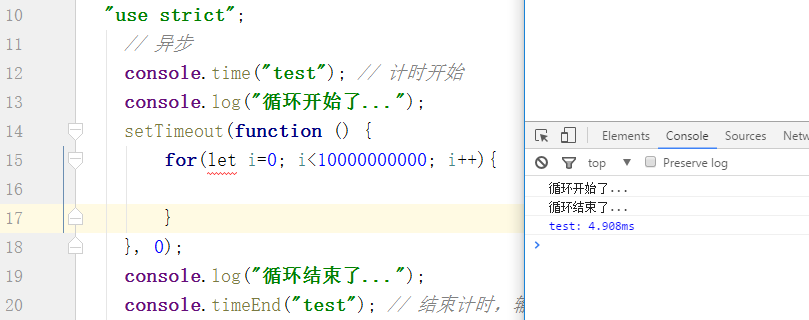 10 "use strict";
11 // 异步
12 console.time("test"); // 计时开始
13 console.log("循环开始了...");
14 setTimeout(function () {
15 for(let i=0; i<10000000000; i++){
16
17 }
18 }, 0);
19 console.log("循环结束了...");
20 console.timeEnd("test"); // 结束计时，
Elements Console Sources Netw
top Preserve log
循环开始了...
循环结束了...
test: 4.908ms
>